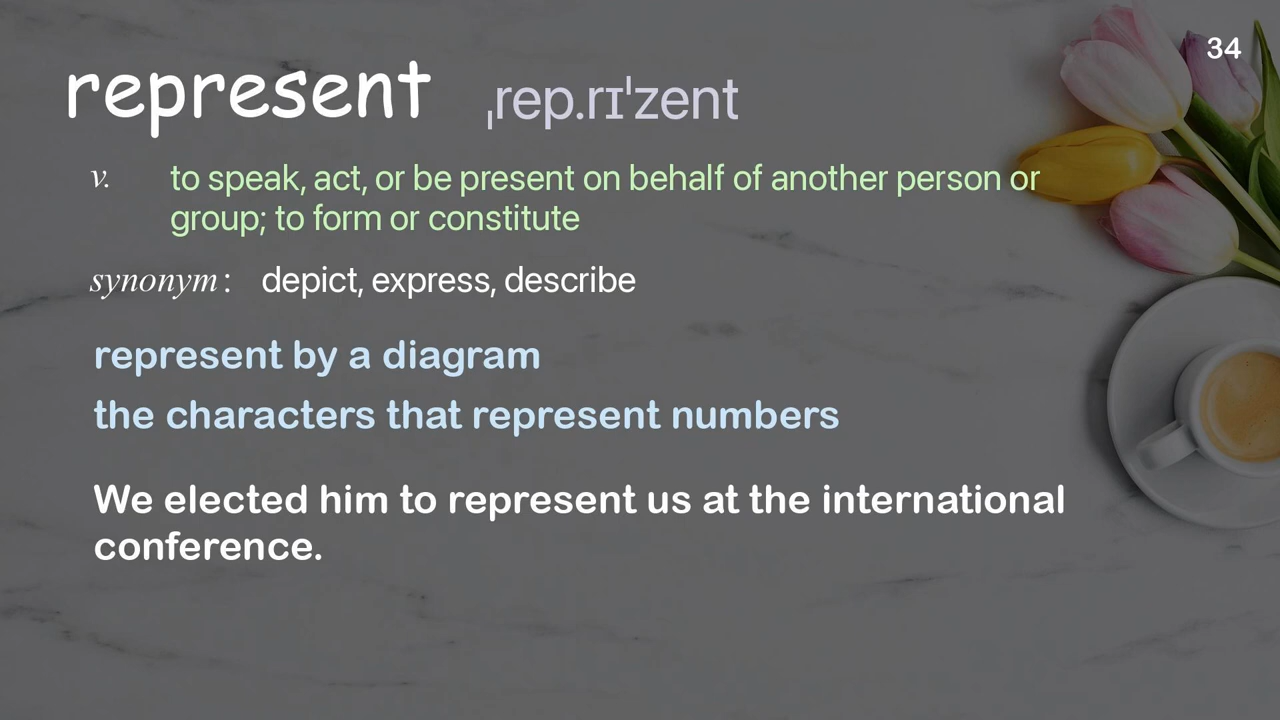 34
represent ˌrep.rɪˈzent
v. to speak, act, or be present on behalf of another person or
group; to form or constitute
synonym: depict, express, describe
represent by a diagram
the characters that represent numbers
We elected him to represent us at the international
conference.